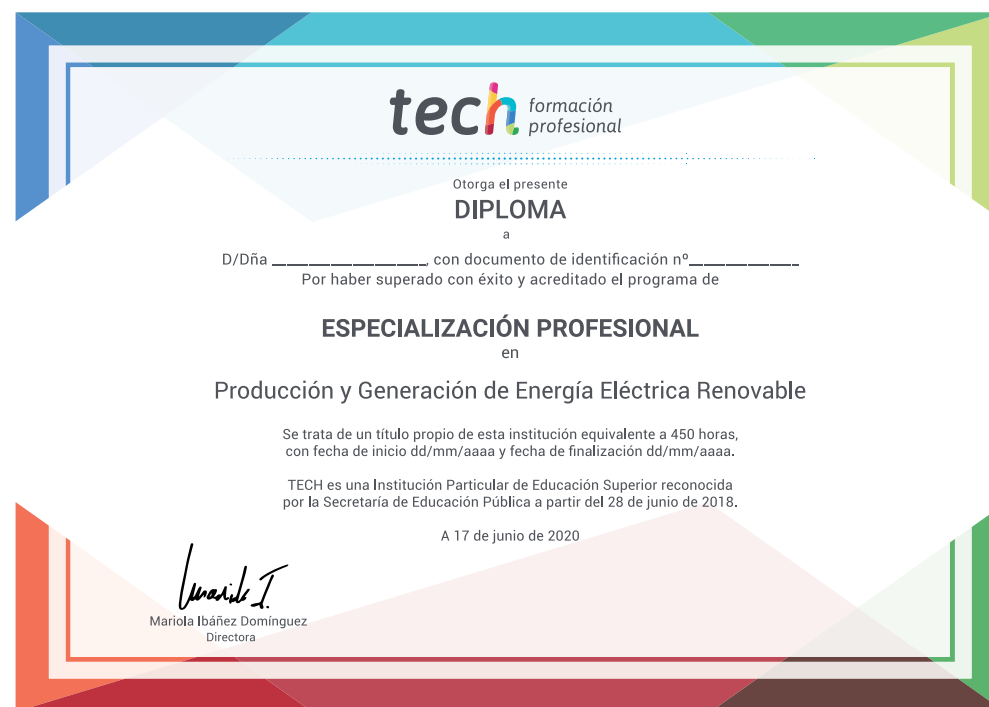 tech formación
profesional
Otorga el presente
DIPLOMA
a
D/Dña ____________________, con documento de identificación nº______________
Por haber superado con éxito y acreditado el programa de
ESPECIALIZACIÓN PROFESIONAL
en
Producción y Generación de Energía Eléctrica Renovable
Se trata de un título propio de esta institución equivalente a 450 horas,
con fecha de inicio dd/mm/aaaa y fecha de finalización dd/mm/aaaa.
TECH es una Institución Particular de Educación Superior reconocida
por la Secretaría de Educación Pública a partir del 28 de junio de 2018.
A 17 de junio de 2020
Mariola I.
Mariola Ibáñez Domínguez
Directora